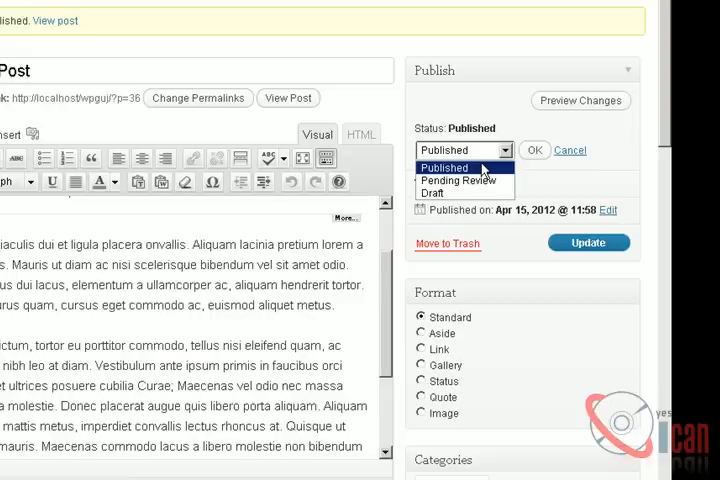 lished. View post
Post
Publish
k: http://localhost/wpguj/?p=36 Change Permalinks View Post
Preview Changes
Status: Published
nsert
Visual HTML
Published OK Cancel
Published
Pending Review
Draft
ph
Published on: Apr 15, 2012 @ 11:58 Edit
More...
Move to Trash Update
iaculis dui et ligula placera onvallis. Aliquam lacinia pretium lorem a
s. Mauris ut diam ac nisi scelerisque bibendum vel sit amet odio.
s dui lacus, elementum a ullamcorper ac, aliquam hendrerit tortor.
urus quam, cursus eget commodo ac, euismod aliquet metus.
Format
Standard
Aside
Link
Gallery
Status
Quote
Image
ictum, tortor eu porttitor commodo, tellus nisi eleifend quam, ac
nibh leo at diam. Vestibulum ante ipsum primis in faucibus orci
et ultrices posuere cubilia Curae; Maecenas vel odio nec massa
molestie. Donec placerat augue quis libero porta aliquam. Aliquam
s metus, imperdiet convallis lectus rhoncus at. Quisque ut
Maecenas commodo lacus a libero molestie non bibendum
Categories
yes
ican